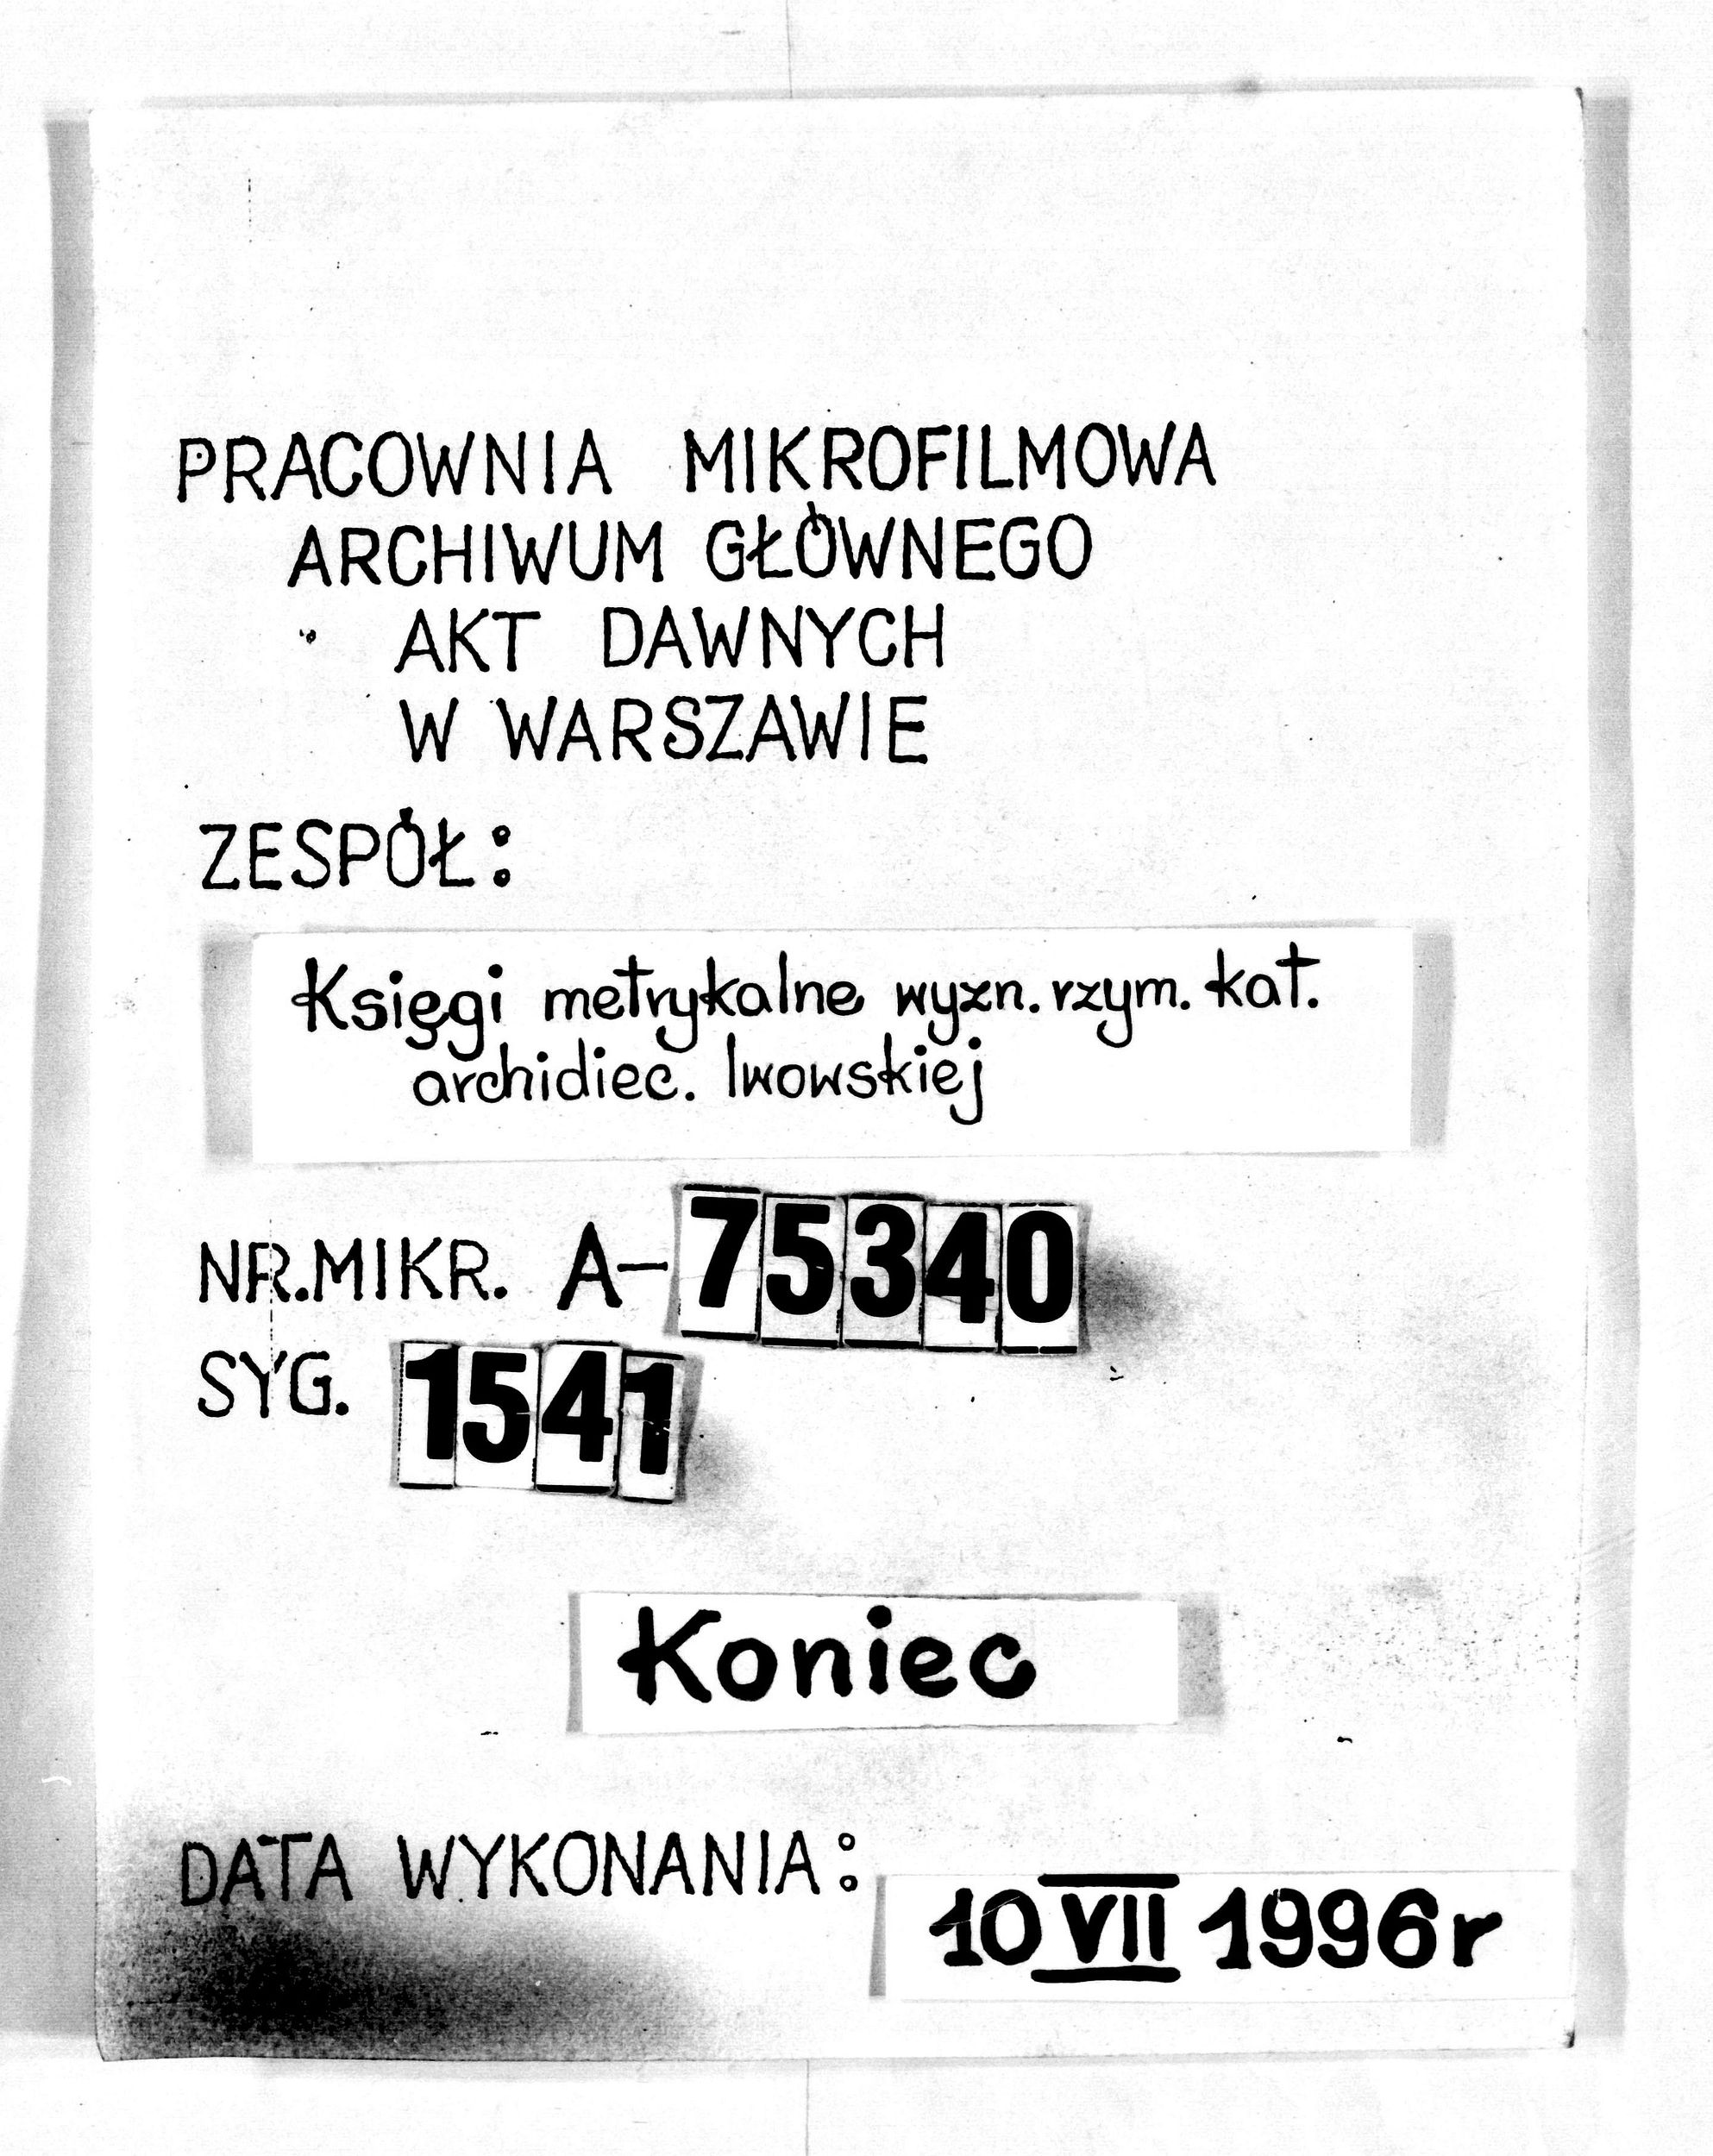 PRACOWNIA MIKROFILMOWA
ARCHIWUM GŁÓWNEGO
AKT DAWNYCH
W WARSZAWIE
ZESPÓŁ:
Księgi metrykalne wyzn. rzym. kat.
archidiec. lwowskiej
NR.MIKR. A-75340
SYG. 1541
Koniec
DATA WYKONANIA: 10 VII 1996r